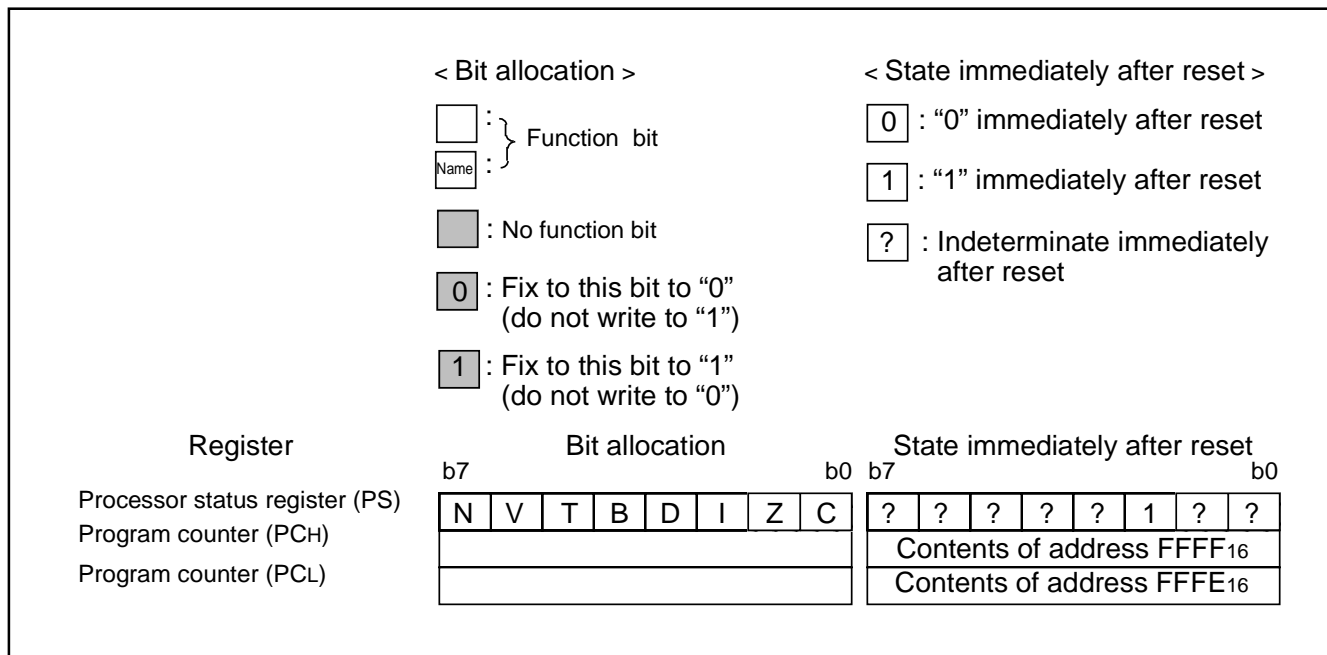 < Bit allocation >
:
Function bit
Name :
: No function bit
0 : Fix to this bit to “0”
(do not write to “1”)
1 : Fix to this bit to “1”
(do not write to “0”)
< State immediately after reset >
0 : “0” immediately after reset
1 : “1” immediately after reset
? : Indeterminate immediately
after reset
Register Bit allocation State immediately after reset
b7 b0 b7 b0
Processor status register (PS) N V T B D I Z C ? ? ? ? ? 1 ? ?
Program counter (PCH) Contents of address FFFF16
Program counter (PCL) Contents of address FFFE16